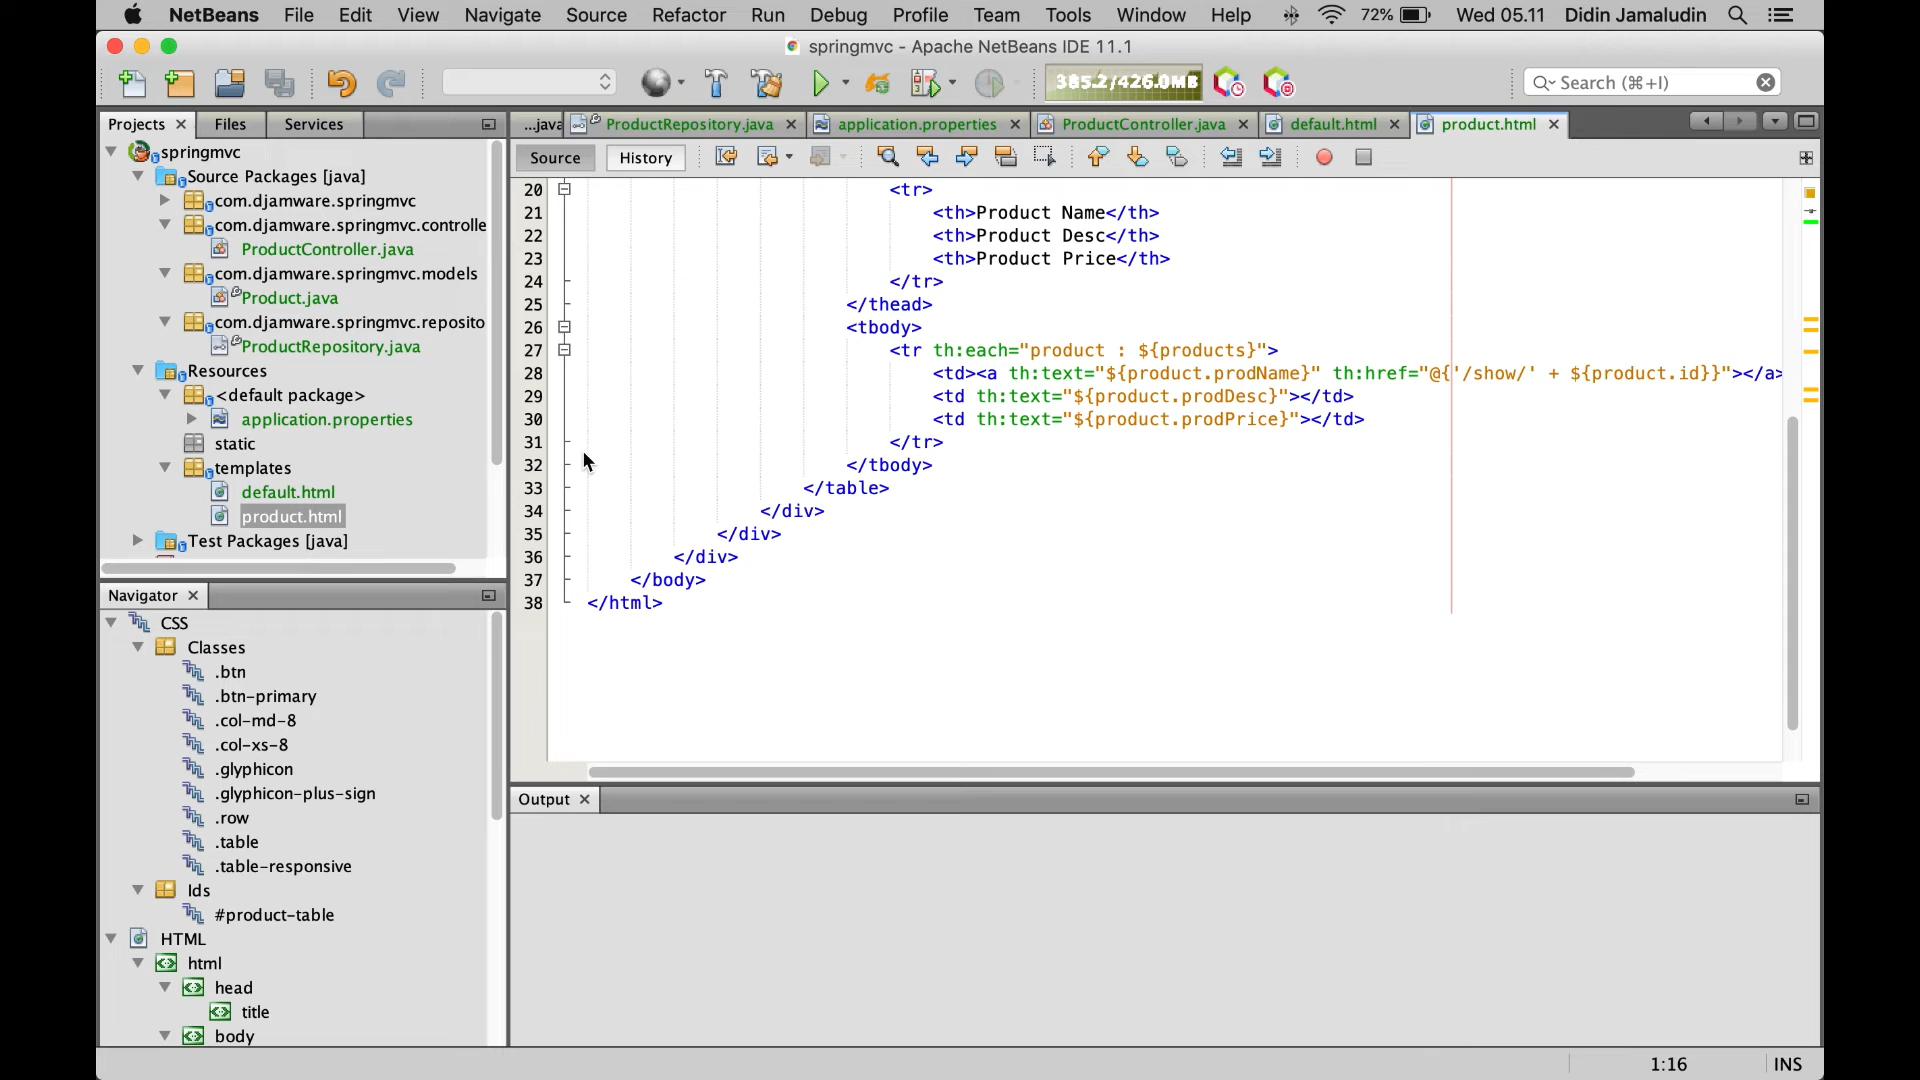 NetBeans File Edit View Navigate Source Refactor Run Debug Profile Team Tools Window Help 72% Wed 05.11 Didin Jamaludin
springmvc - Apache NetBeans IDE 11.1
385.2/426.0MB Search (⌘+I)
Projects Files Services
...java ProductRepository.java application.properties ProductController.java default.html product.html
Source History
springmvc
Source Packages [java]
com.djamware.springmvc
com.djamware.springmvc.controlle
ProductController.java
com.djamware.springmvc.models
Product.java
com.djamware.springmvc.reposito
ProductRepository.java
Resources
<default package>
application.properties
static
templates
default.html
product.html
Test Packages [java]
20 <tr>
21 <th>Product Name</th>
22 <th>Product Desc</th>
23 <th>Product Price</th>
24 </tr>
25 </thead>
26 <tbody>
27 <tr th:each="product : ${products}">
28 <td><a th:text="${product.prodName}" th:href="@{'/show/' + ${product.id}}"></a>
29 <td th:text="${product.prodDesc}"></td>
30 <td th:text="${product.prodPrice}"></td>
31 </tr>
32 </tbody>
33 </table>
34 </div>
35 </div>
36 </div>
37 </body>
38 </html>
Navigator
CSS
Classes
.btn
.btn-primary
.col-md-8
.col-xs-8
.glyphicon
.glyphicon-plus-sign
.row
.table
.table-responsive
Ids
#product-table
HTML
html
head
title
body
Output
1:16 INS